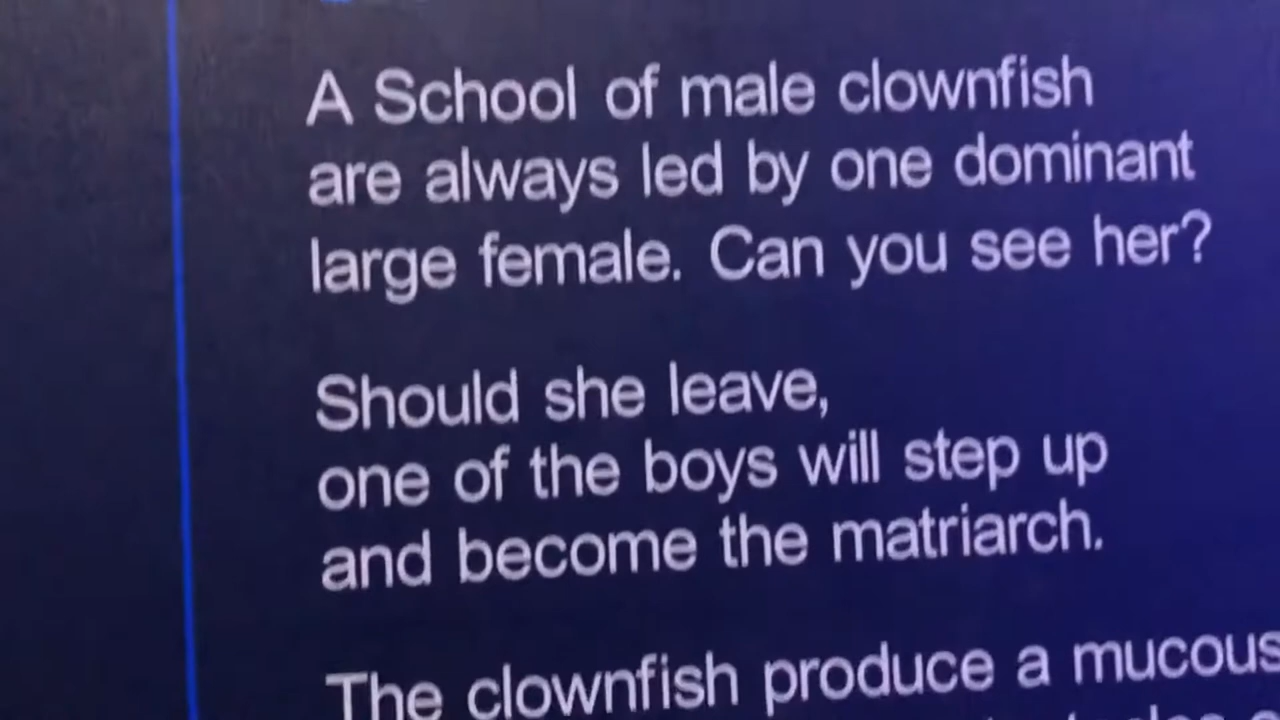 A School of male clownfish
are always led by one dominant
large female. Can you see her?
Should she leave,
one of the boys will step up
and become the matriarch.
The clownfish produce a mucous